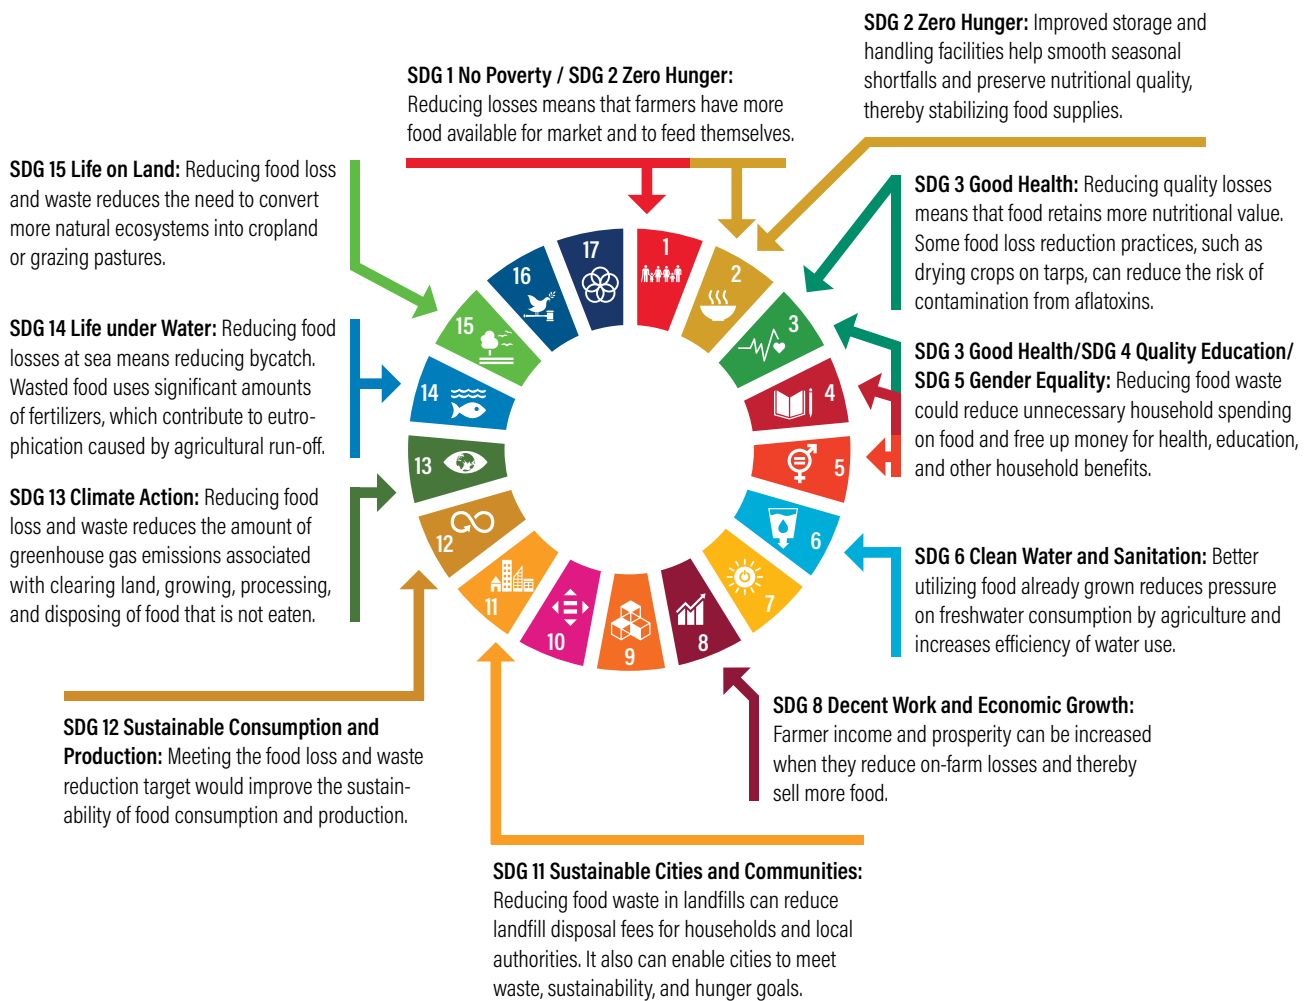 SDG 2 Zero Hunger: Improved storage and
handling facilities help smooth seasonal
shortfalls and preserve nutritional quality,
thereby stabilizing food supplies.
SDG 1 No Poverty / SDG 2 Zero Hunger:
Reducing losses means that farmers have more
food available for market and to feed themselves.
SDG 15 Life on Land: Reducing food loss
and waste reduces the need to convert
more natural ecosystems into cropland
or grazing pastures.
SDG 3 Good Health: Reducing quality losses
means that food retains more nutritional value.
Some food loss reduction practices, such as
drying crops on tarps, can reduce the risk of
contamination from aflatoxins.
SDG 14 Life under Water: Reducing food
losses at sea means reducing bycatch.
Wasted food uses significant amounts
of fertilizers, which contribute to eutro-
phication caused by agricultural run-off.
SDG 3 Good Health/SDG 4 Quality Education/
SDG 5 Gender Equality: Reducing food waste
could reduce unnecessary household spending
on food and free up money for health, education,
and other household benefits.
SDG 13 Climate Action: Reducing food
loss and waste reduces the amount of
greenhouse gas emissions associated
with clearing land, growing, processing,
and disposing of food that is not eaten.
SDG 6 Clean Water and Sanitation: Better
utilizing food already grown reduces pressure
on freshwater consumption by agriculture and
increases efficiency of water use.
1
2
3
4
5
6
7
8
9
10
11
12
13
14
15
16
17
SDG 12 Sustainable Consumption and
Production: Meeting the food loss and waste
reduction target would improve the sustain-
ability of food consumption and production.
SDG 8 Decent Work and Economic Growth:
Farmer income and prosperity can be increased
when they reduce on-farm losses and thereby
sell more food.
SDG 11 Sustainable Cities and Communities:
Reducing food waste in landfills can reduce
landfill disposal fees for households and local
authorities. It also can enable cities to meet
waste, sustainability, and hunger goals.